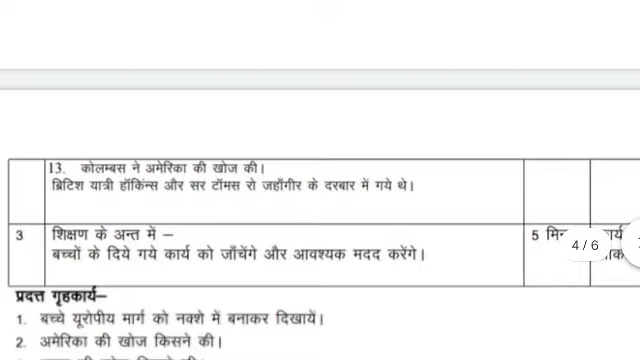 13. कोलम्बस ने अमेरिका की खोज की।
ब्रिटिश यात्री हॉकिन्स और सर टॉमस रो जहाँगीर के दरबार में गये थे।
3 शिक्षण के अन्त में – 5
बच्चों के दिये गये कार्य को जाँचेंगे और आवश्यक मदद करेंगे।
4 / 6
प्रदत्त गृहकार्य–
1. बच्चे यूरोपीय मार्ग को नक्शे में बनाकर दिखायें।
2. अमेरिका की खोज किसने की।